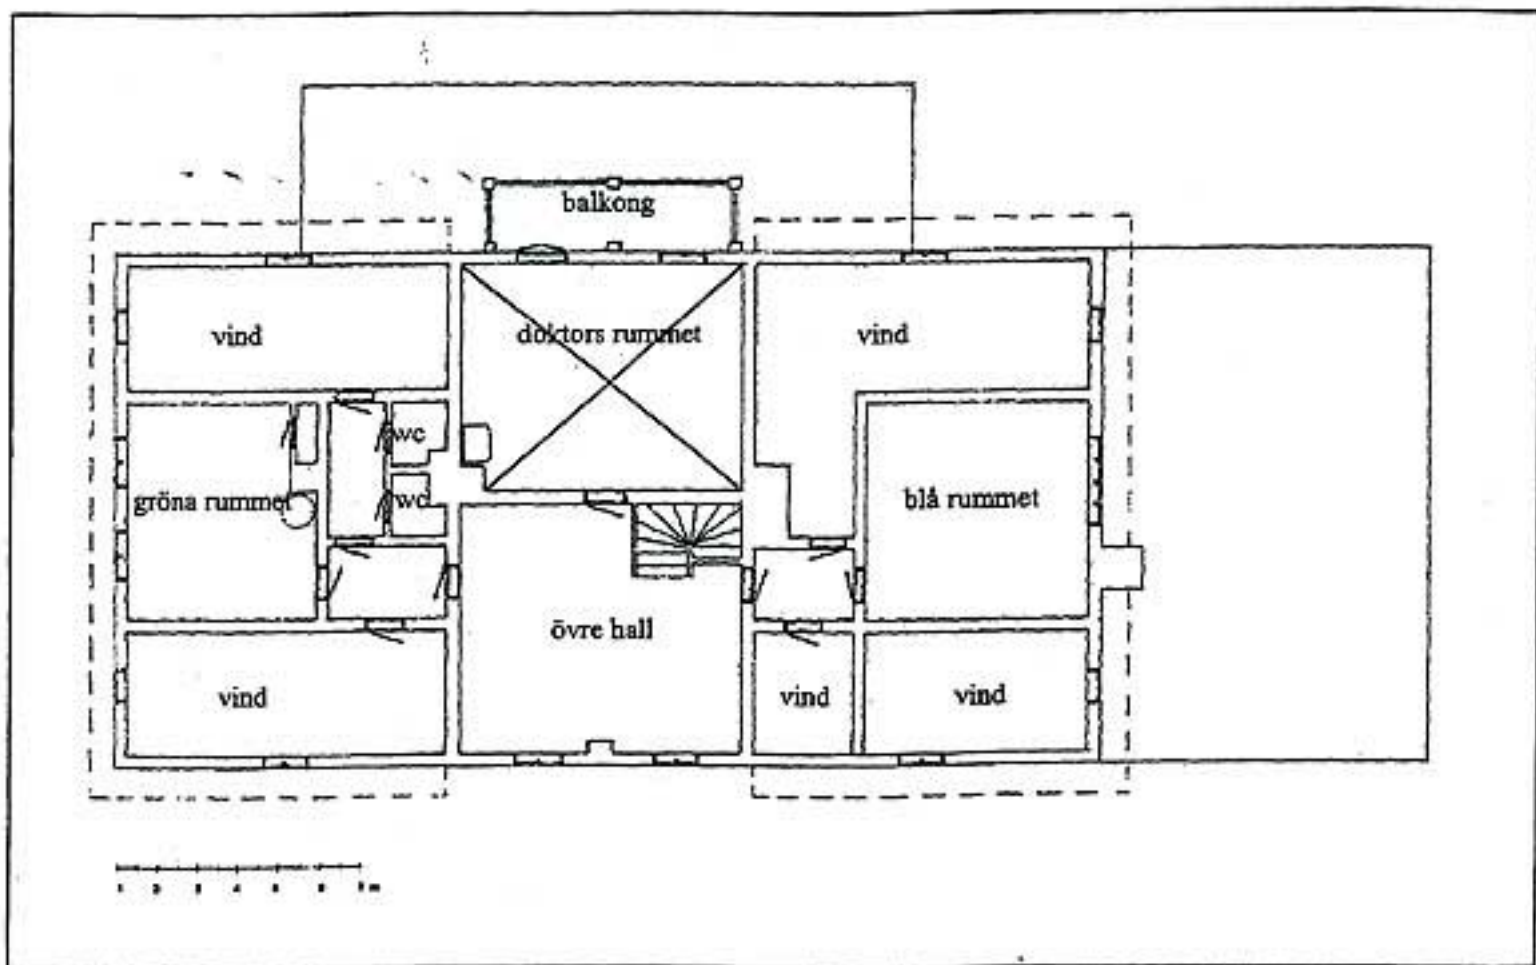 balkong
vind
doktors rummet
vind
wc
gröna rummet
wc
blå rummet
övre hall
vind
vind
vind